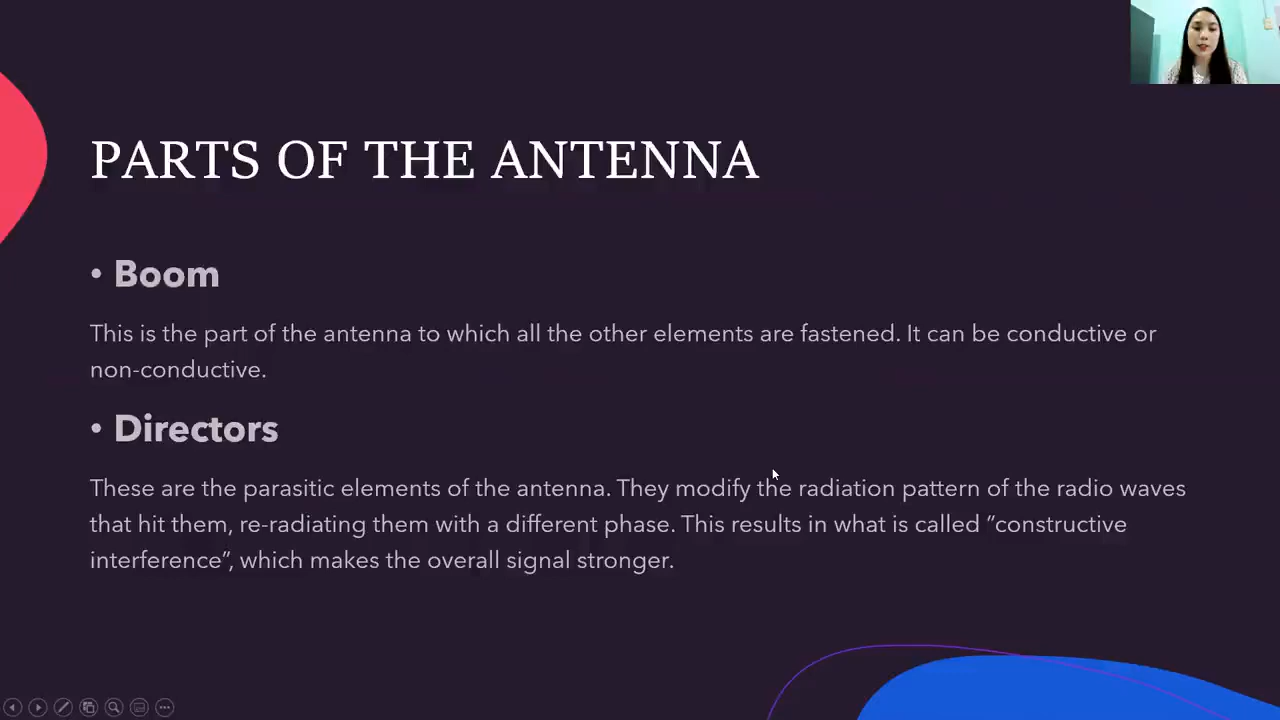 PARTS OF THE ANTENNA
• Boom
This is the part of the antenna to which all the other elements are fastened. It can be conductive or
non-conductive.
• Directors
These are the parasitic elements of the antenna. They modify the radiation pattern of the radio waves
that hit them, re-radiating them with a different phase. This results in what is called “constructive
interference”, which makes the overall signal stronger.